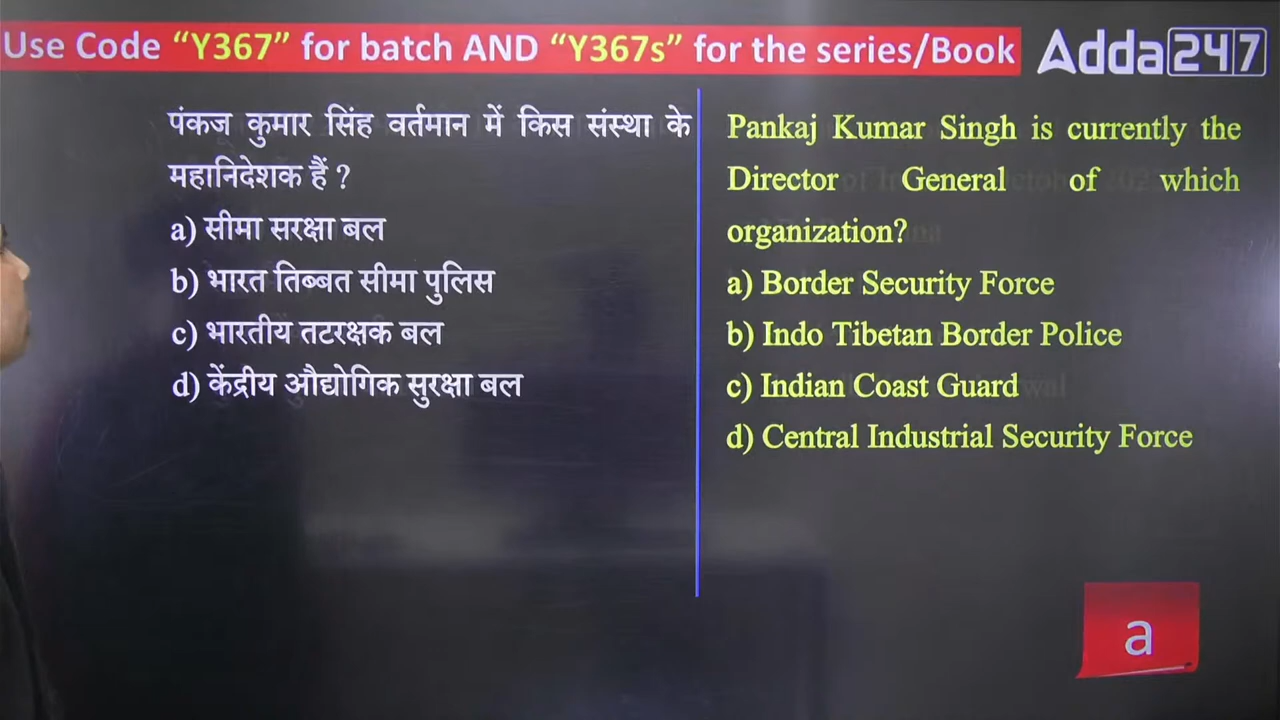 Use Code “Y367” for batch AND “Y367s” for the series/Book
Adda247
पंकज कुमार सिंह वर्तमान में किस संस्था के
महानिदेशक हैं ?
a) सीमा सरक्षा बल
b) भारत तिब्बत सीमा पुलिस
c) भारतीय तटरक्षक बल
d) केंद्रीय औद्योगिक सुरक्षा बल
Pankaj Kumar Singh is currently the
Director General of which
organization?
a) Border Security Force
b) Indo Tibetan Border Police
c) Indian Coast Guard
d) Central Industrial Security Force
a